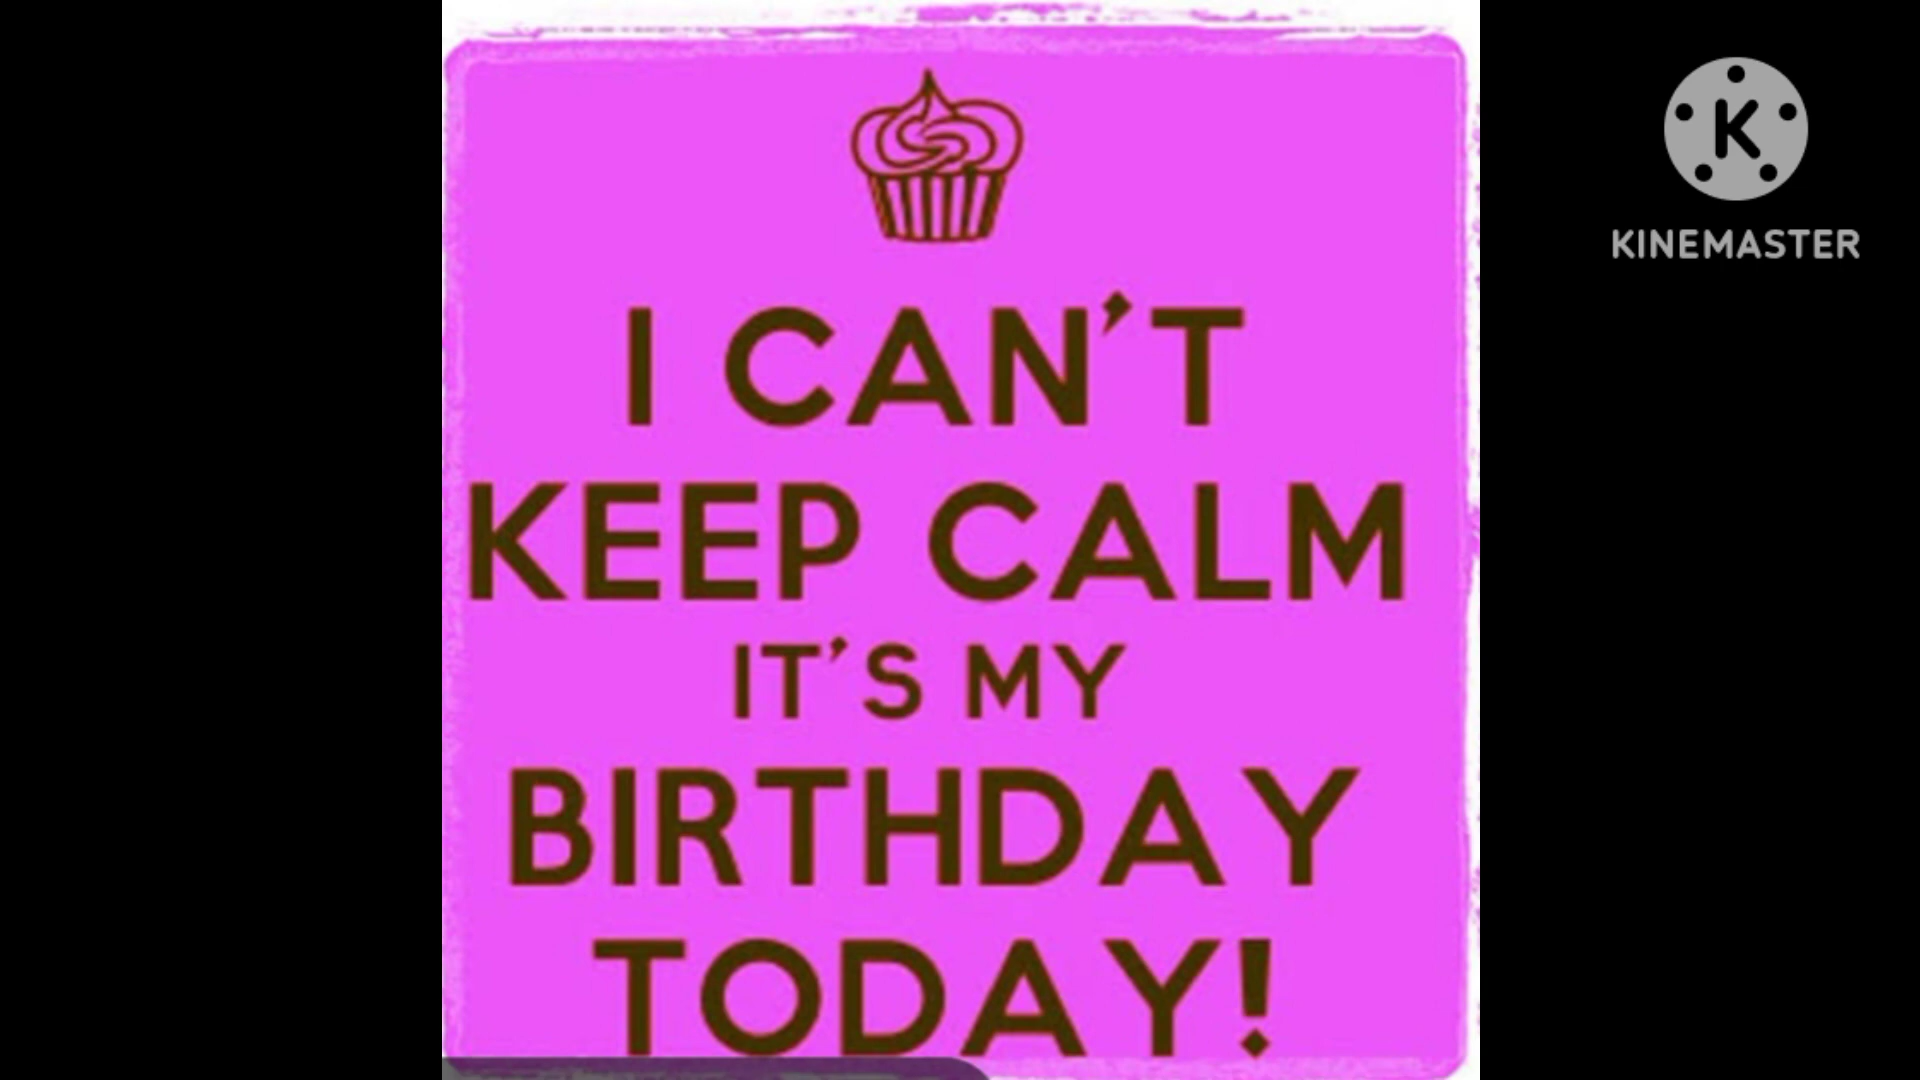 I CAN'T
KEEP CALM
IT'S MY
BIRTHDAY
TODAY!
K
KINEMASTER